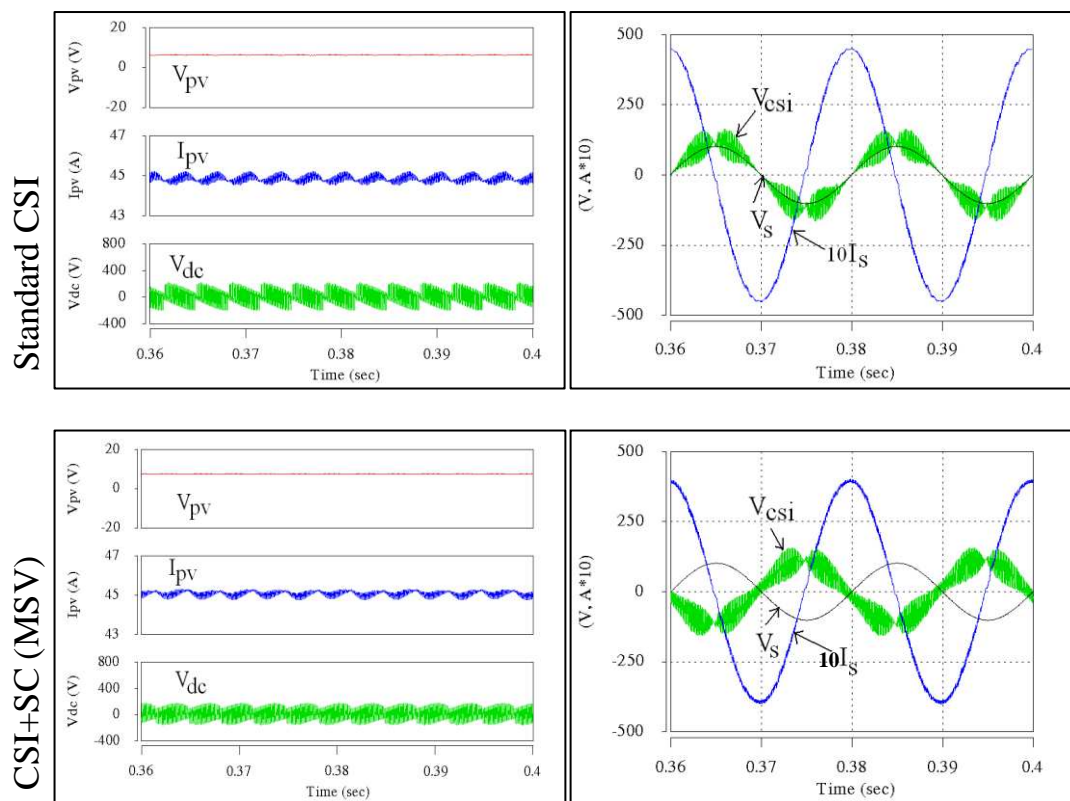 Standard CSI
Vpv (V)
20
0
-20
Vpv
Ipv (A)
47
45
43
Ipv
Vdc (V)
800
400
0
-400
Vdc
0.36 0.37 0.38 0.39 0.4
Time (sec)
(V, A*10)
500
250
0
-250
-500
Vcsi
Vs
10Is
0.36 0.37 0.38 0.39 0.4
Time (sec)
CSI+SC (MSV)
Vpv (V)
20
0
-20
Vpv
Ipv (A)
47
45
43
Ipv
Vdc (V)
800
400
0
-400
Vdc
0.36 0.37 0.38 0.39 0.4
Time (sec)
(V, A*10)
500
250
0
-250
-500
Vcsi
Vs
10Is
0.36 0.37 0.38 0.39 0.4
Time (sec)